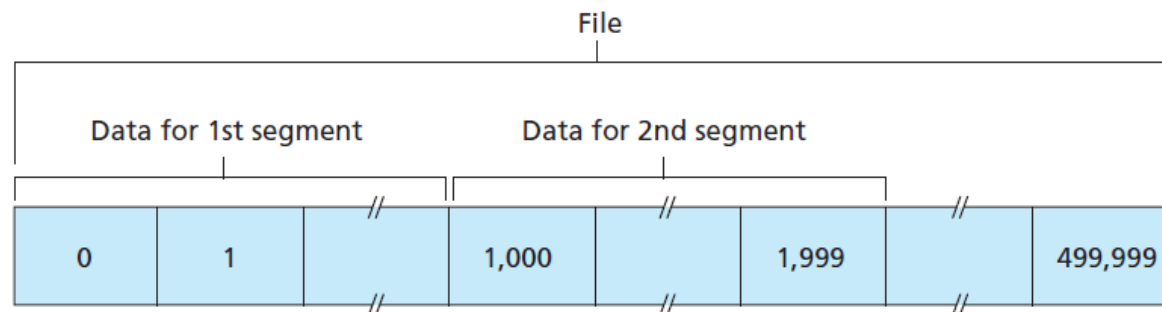 File
Data for 1st segment Data for 2nd segment
0 1 1,000 1,999 499,999